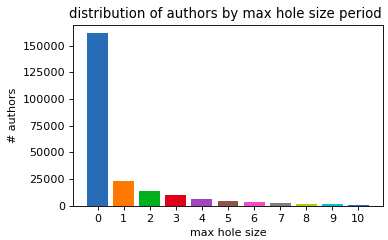 distribution of authors by max hole size period
150000
125000
100000
75000
50000
25000
0
# authors
0 1 2 3 4 5 6 7 8 9 10
max hole size